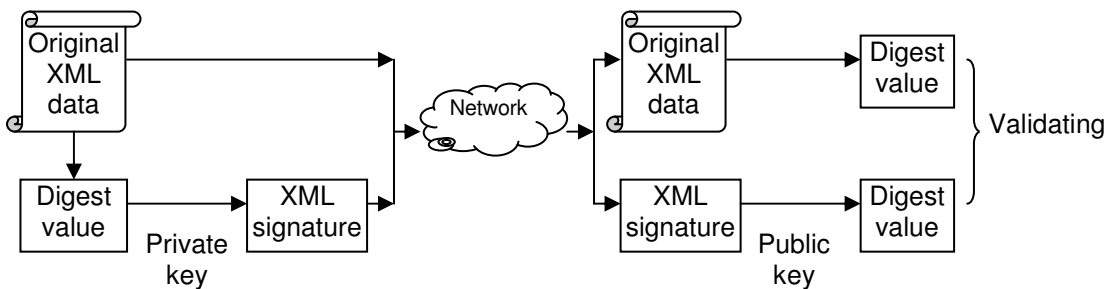 Original
XML
data
Digest
value
Private
key
XML
signature
Network
Original
XML
data
Digest
value
XML
signature
Public
key
Digest
value
Validating